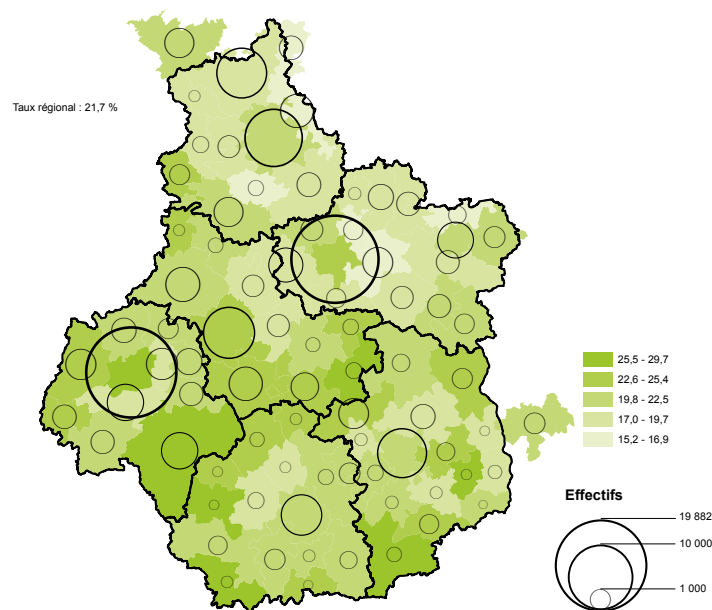 Taux régional : 21,7 %
25,5 - 29,7
22,6 - 25,4
19,8 - 22,5
17,0 - 19,7
15,2 - 16,9
Effectifs
19 882
10 000
1 000